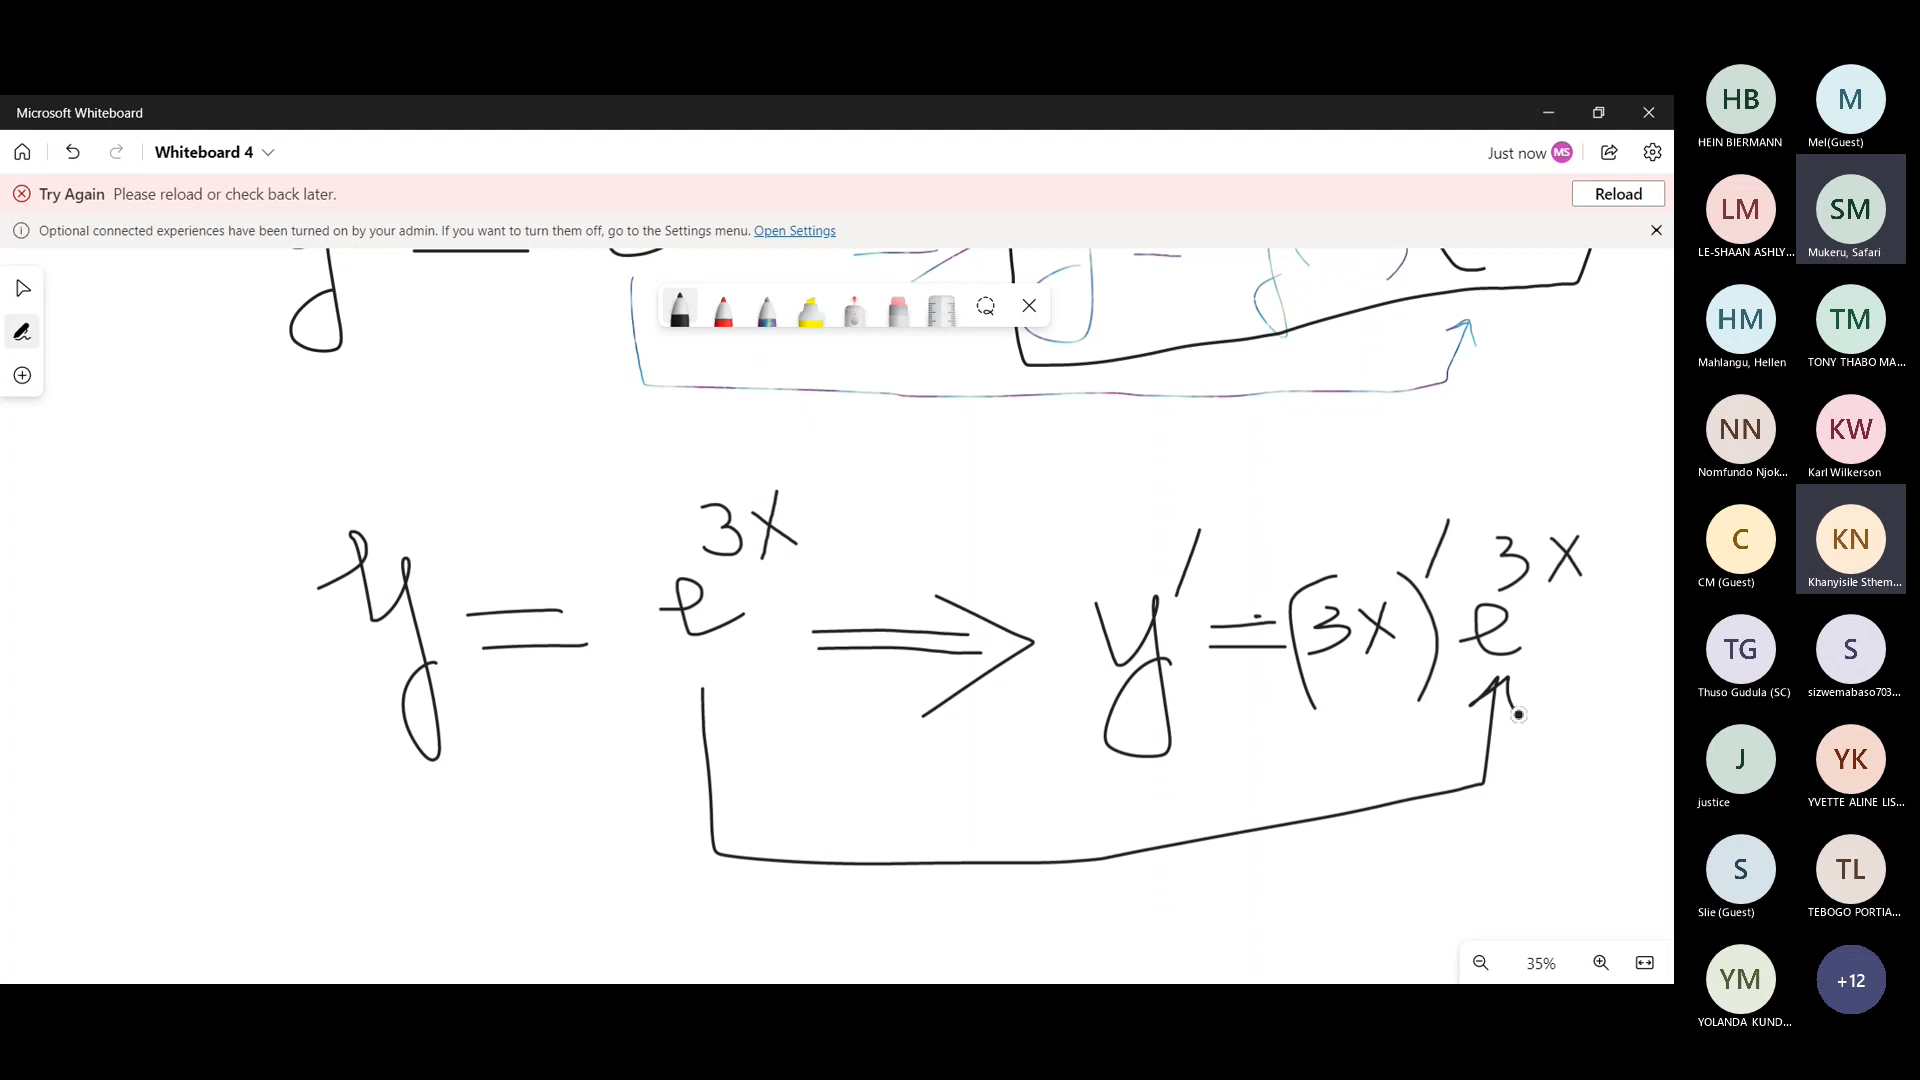 Microsoft Whiteboard
Whiteboard 4
Just now MS
Try Again Please reload or check back later.
Reload
Optional connected experiences have been turned on by your admin. If you want to turn them off, go to the Settings menu. Open Settings
y = e^{3x} ⟹ y' = (3x)' e^{3x}
35%
HB
HEIN BIERMANN
M
Mel(Guest)
LM
LE-SHAAN ASHLY...
SM
Mukeru, Safari
HM
Mahlangu, Hellen
TM
TONY THABO MA...
NN
Nomfundo Njok...
KW
Karl Wilkerson
C
CM (Guest)
KN
Khanyisile Sthem...
TG
Thuso Gudula (SC)
S
sizwemabaso703...
J
justice
YK
YVETTE ALINE LIS...
S
Slie (Guest)
TL
TEBOGO PORTIA...
YM
YOLANDA KUND...
+12